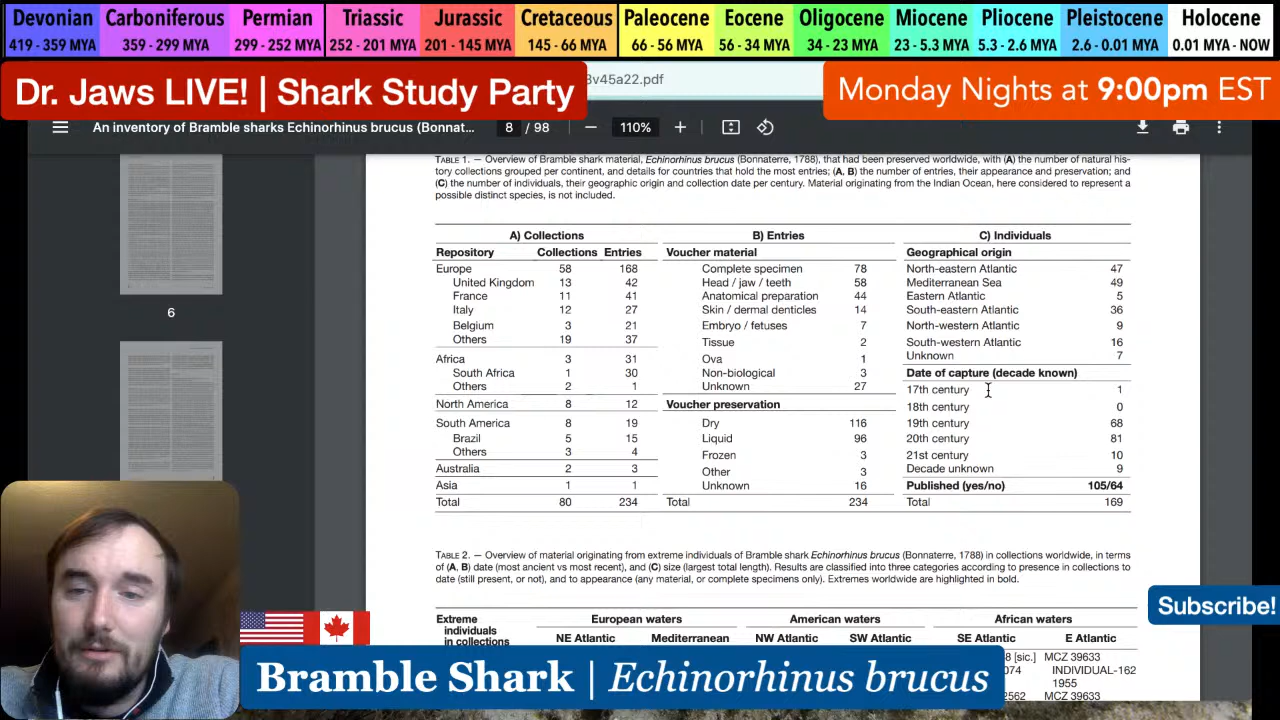 Devonian Carboniferous Permian Triassic Jurassic Cretaceous Paleocene Eocene Oligocene Miocene Pliocene Pleistocene Holocene
419 - 359 MYA 359 - 299 MYA 299 - 252 MYA 252 - 201 MYA 201 - 145 MYA 145 - 66 MYA 66 - 56 MYA 56 - 34 MYA 34 - 23 MYA 23 - 5.3 MYA 5.3 - 2.6 MYA 2.6 - 0.01 MYA 0.01 MYA - NOW
Dr. Jaws LIVE! | Shark Study Party
3v45a22.pdf
Monday Nights at 9:00pm EST
An inventory of Bramble sharks Echinorhinus brucus (Bonnat... 8 / 98 110%
TABLE 1. — Overview of Bramble shark material, Echinorhinus brucus (Bonnaterre, 1788), that had been preserved worldwide, with (A) the number of natural his-
tory collections grouped per continent, and details for countries that hold the most entries; (A, B) the number of entries, their appearance and preservation; and
(C) the number of individuals, their geographic origin and collection date per century. Material originating from the Indian Ocean, here considered to represent a
possible distinct species, is not included.
A) Collections
Repository Collections Entries
Europe 58 168
United Kingdom 13 42
France 11 41
Italy 12 27
Belgium 3 21
Others 19 37
Africa 3 31
South Africa 1 30
Others 2 1
North America 8 12
South America 8 19
Brazil 5 15
Others 3 4
Australia 2 3
Asia 1 1
Total 80 234
B) Entries
Voucher material
Complete specimen 78
Head / jaw / teeth 58
Anatomical preparation 44
Skin / dermal denticles 14
Embryo / fetuses 7
Tissue 2
Ova 1
Non-biological 3
Unknown 27
Voucher preservation
Dry 116
Liquid 96
Frozen 3
Other 3
Unknown 16
Total 234
C) Individuals
Geographical origin
North-eastern Atlantic 47
Mediterranean Sea 49
Eastern Atlantic 5
South-eastern Atlantic 36
North-western Atlantic 9
South-western Atlantic 16
Unknown 7
Date of capture (decade known)
17th century 1
18th century 0
19th century 68
20th century 81
21st century 10
Decade unknown 9
Published (yes/no) 105/64
Total 169
6
TABLE 2. — Overview of material originating from extreme individuals of Bramble shark Echinorhinus brucus (Bonnaterre, 1788) in collections worldwide, in terms
of (A, B) date (most ancient vs most recent), and (C) size (largest total length). Results are classified into three categories according to presence in collections to
date (still present, or not), and to appearance (any material, or complete specimens only). Extremes worldwide are highlighted in bold.
Extreme
individuals
in collections
European waters American waters African waters
NE Atlantic Mediterranean NW Atlantic SW Atlantic SE Atlantic E Atlantic
8 [sic.] MCZ 39633
074 INDIVIDUAL-162
1955
2562 MCZ 39633
Subscribe!
Bramble Shark | Echinorhinus brucus